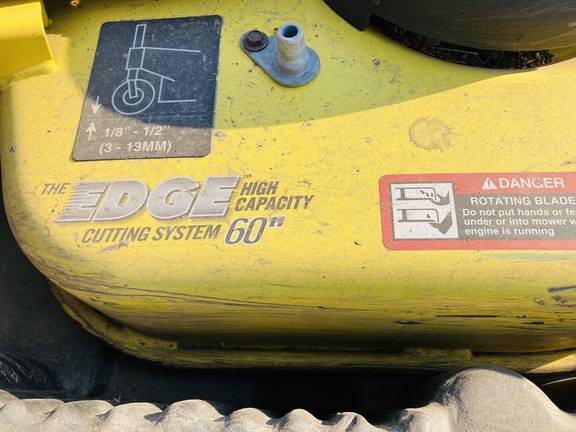 1/8" - 1/2"
(3 - 13MM)
THE EDGE HIGH
CAPACITY
CUTTING SYSTEM 60"
DANGER
ROTATING BLADE
Do not put hands or fe
under or into mower w
engine is running